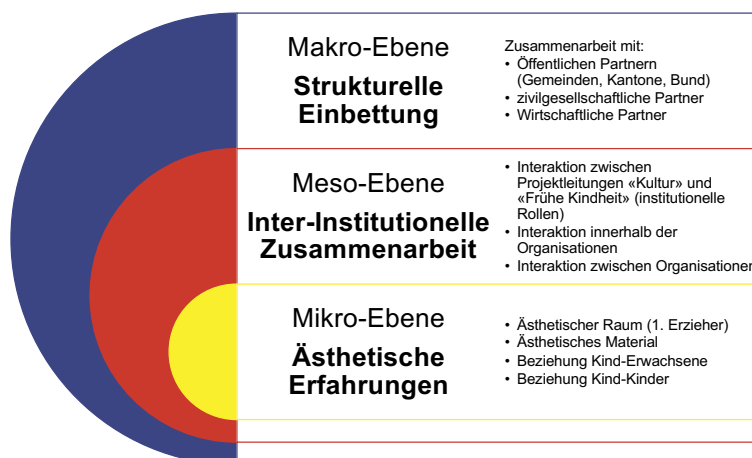 Makro-Ebene
Strukturelle
Einbettung
Zusammenarbeit mit:
• Öffentlichen Partnern
(Gemeinden, Kantone, Bund)
• zivilgesellschaftliche Partner
• Wirtschaftliche Partner
Meso-Ebene
Inter-Institutionelle
Zusammenarbeit
• Interaktion zwischen
Projektleitungen «Kultur» und
«Frühe Kindheit» (institutionelle
Rollen)
• Interaktion innerhalb der
Organisationen
• Interaktion zwischen Organisationen
Mikro-Ebene
Ästhetische
Erfahrungen
• Ästhetischer Raum (1. Erzieher)
• Ästhetisches Material
• Beziehung Kind-Erwachsene
• Beziehung Kind-Kinder